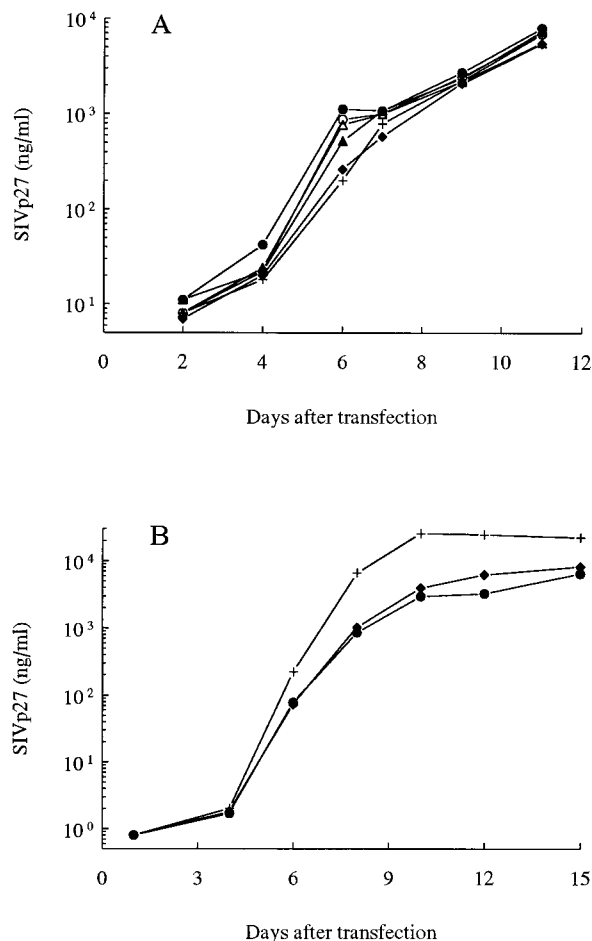 A
SIVp27 (ng/ml)
10^4
10^3
10^2
10^1
0 2 4 6 8 10 12
Days after transfection
B
SIVp27 (ng/ml)
10^4
10^3
10^2
10^1
10^0
0 3 6 9 12 15
Days after transfection